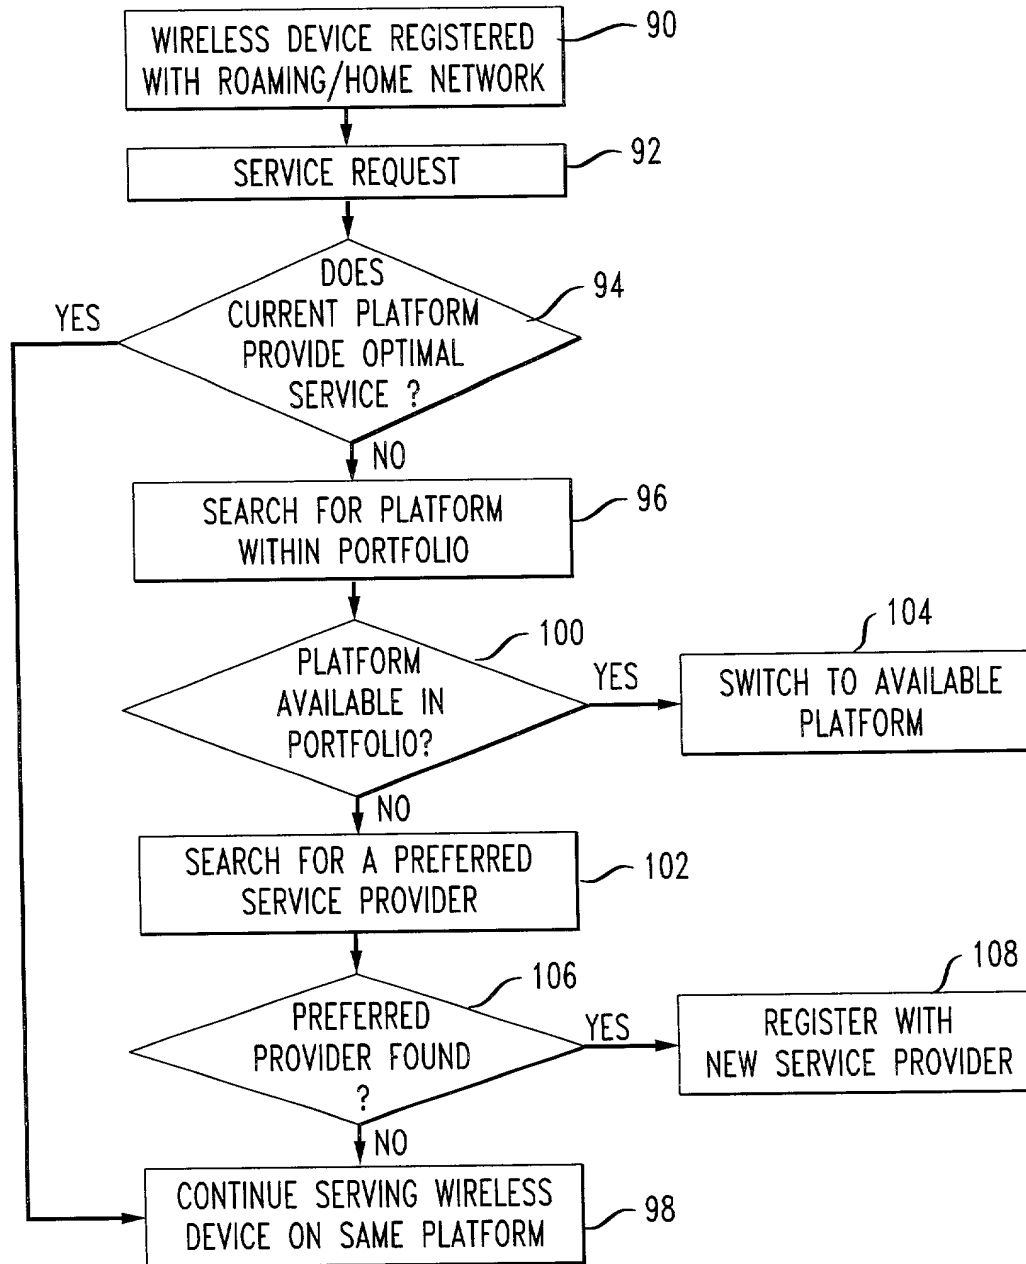 WIRELESS DEVICE REGISTERED
WITH ROAMING/HOME NETWORK
90
SERVICE REQUEST
92
DOES
CURRENT PLATFORM
PROVIDE OPTIMAL
SERVICE ?
94
YES
NO
SEARCH FOR PLATFORM
WITHIN PORTFOLIO
96
PLATFORM
AVAILABLE IN
PORTFOLIO?
100
YES
SWITCH TO AVAILABLE
PLATFORM
104
NO
SEARCH FOR A PREFERRED
SERVICE PROVIDER
102
PREFERRED
PROVIDER FOUND
?
106
YES
REGISTER WITH
NEW SERVICE PROVIDER
108
NO
CONTINUE SERVING WIRELESS
DEVICE ON SAME PLATFORM
98